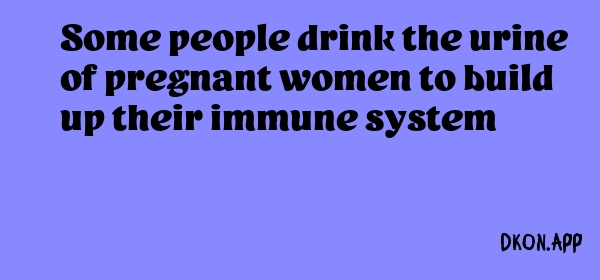 Some people drink the urine
of pregnant women to build
up their immune system
DKON.APP